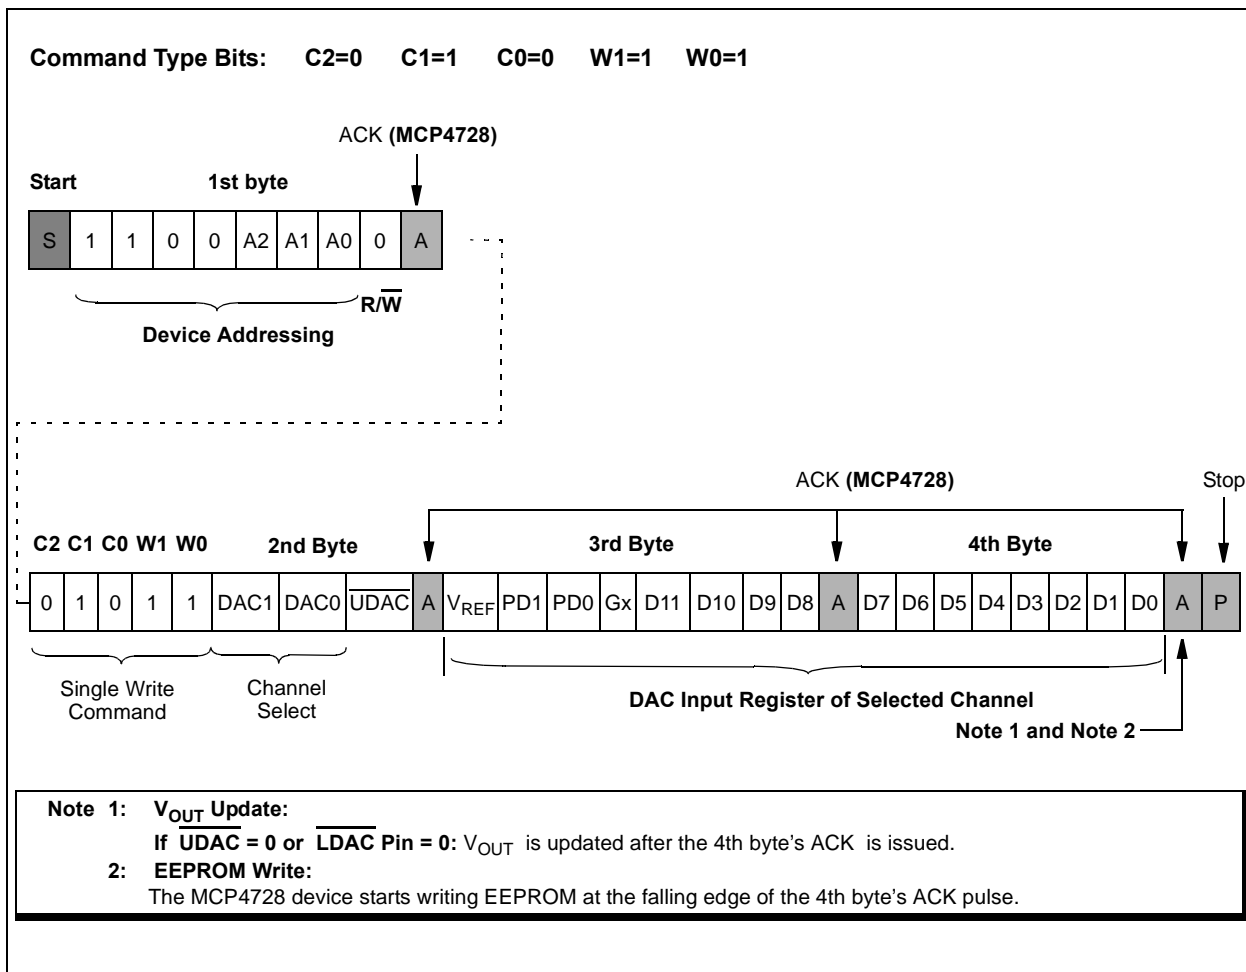 Command Type Bits: C2=0 C1=1 C0=0 W1=1 W0=1
ACK (MCP4728)
Start 1st byte
S 1 1 0 0 A2 A1 A0 0 A
R/W
Device Addressing
ACK (MCP4728) Stop
C2 C1 C0 W1 W0 2nd Byte 3rd Byte 4th Byte
0 1 0 1 1 DAC1 DAC0 UDAC A VREF PD1 PD0 Gx D11 D10 D9 D8 A D7 D6 D5 D4 D3 D2 D1 D0 A P
Single Write
Command
Channel
Select
DAC Input Register of Selected Channel
Note 1 and Note 2
Note 1: VOUT Update:
If UDAC = 0 or LDAC Pin = 0: VOUT is updated after the 4th byte's ACK is issued.
2: EEPROM Write:
The MCP4728 device starts writing EEPROM at the falling edge of the 4th byte's ACK pulse.